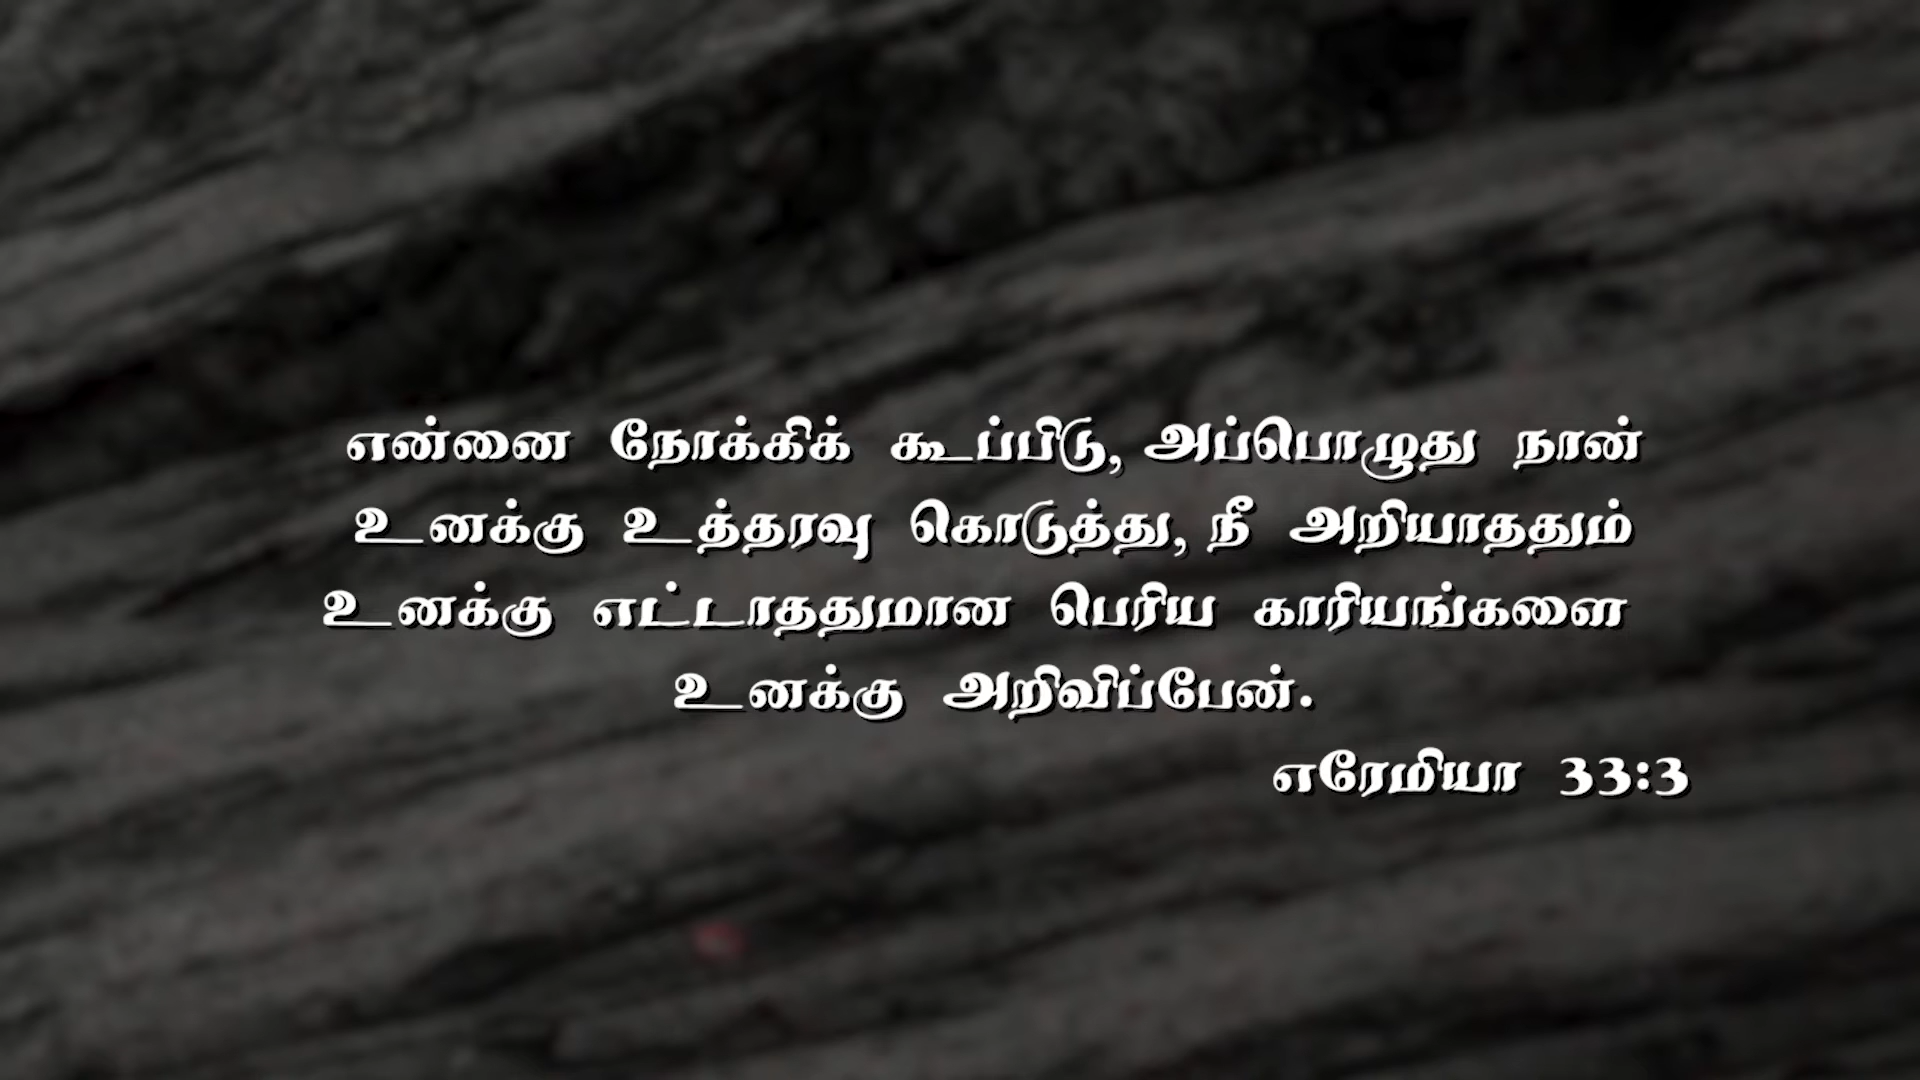 என்னை நோக்கிக் கூப்பிடு, அப்பொழுது நான்
உனக்கு உத்தரவு கொடுத்து, நீ அறியாததும்
உனக்கு எட்டாததுமான பெரிய காரியங்களை
உனக்கு அறிவிப்பேன்.
எரேமியா 33:3